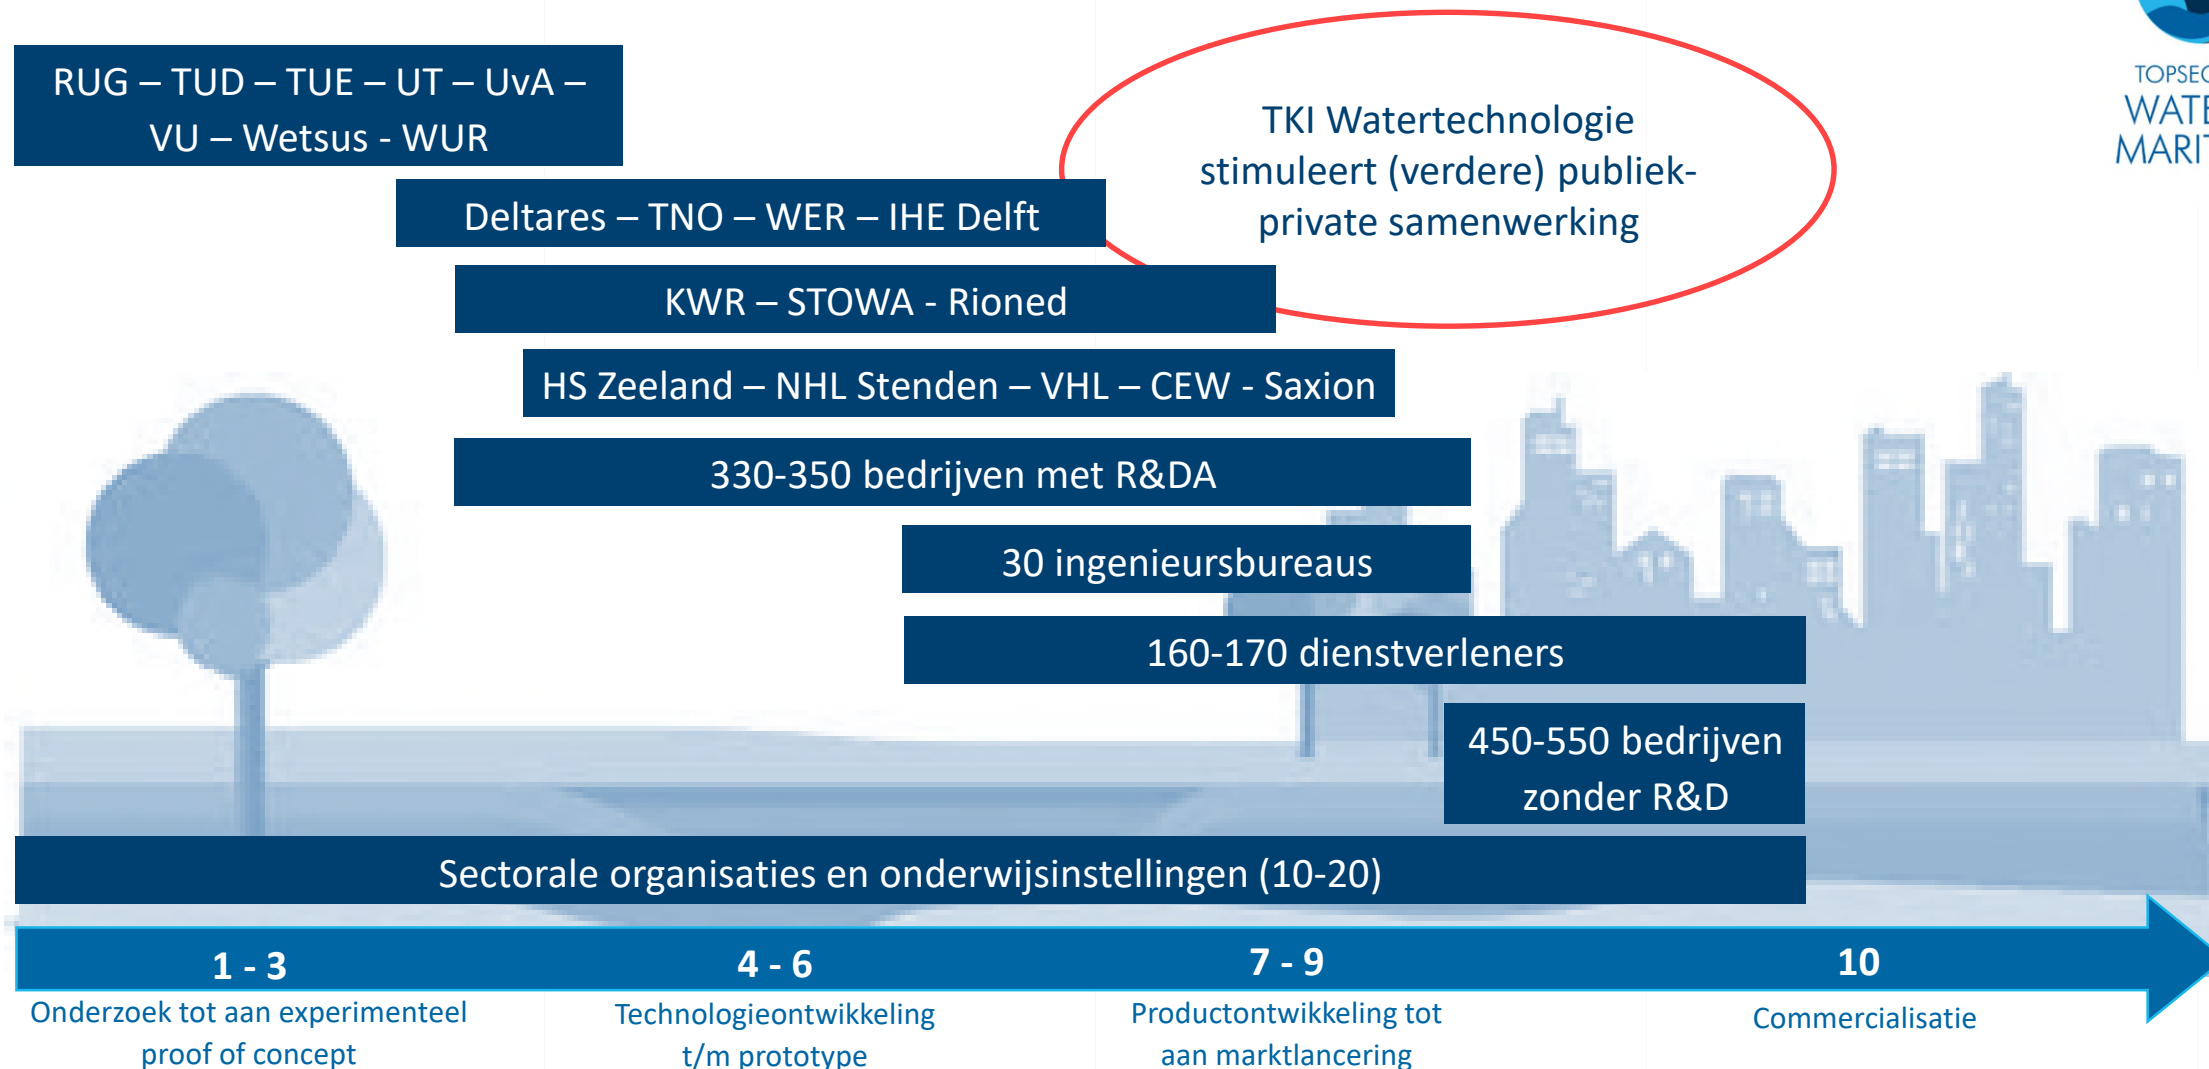 RUG – TUD – TUE – UT – UvA –
VU – Wetsus - WUR
TKI Watertechnologie
stimuleert (verdere) publiek-
private samenwerking
Deltares – TNO – WER – IHE Delft
KWR – STOWA - Rioned
HS Zeeland – NHL Stenden – VHL – CEW - Saxion
330-350 bedrijven met R&DA
30 ingenieursbureaus
160-170 dienstverleners
450-550 bedrijven
zonder R&D
Sectorale organisaties en onderwijsinstellingen (10-20)
1 - 3
4 - 6
7 - 9
10
Onderzoek tot aan experimenteel
proof of concept
Technologieontwikkeling
t/m prototype
Productontwikkeling tot
aan marktlancering
Commercialisatie